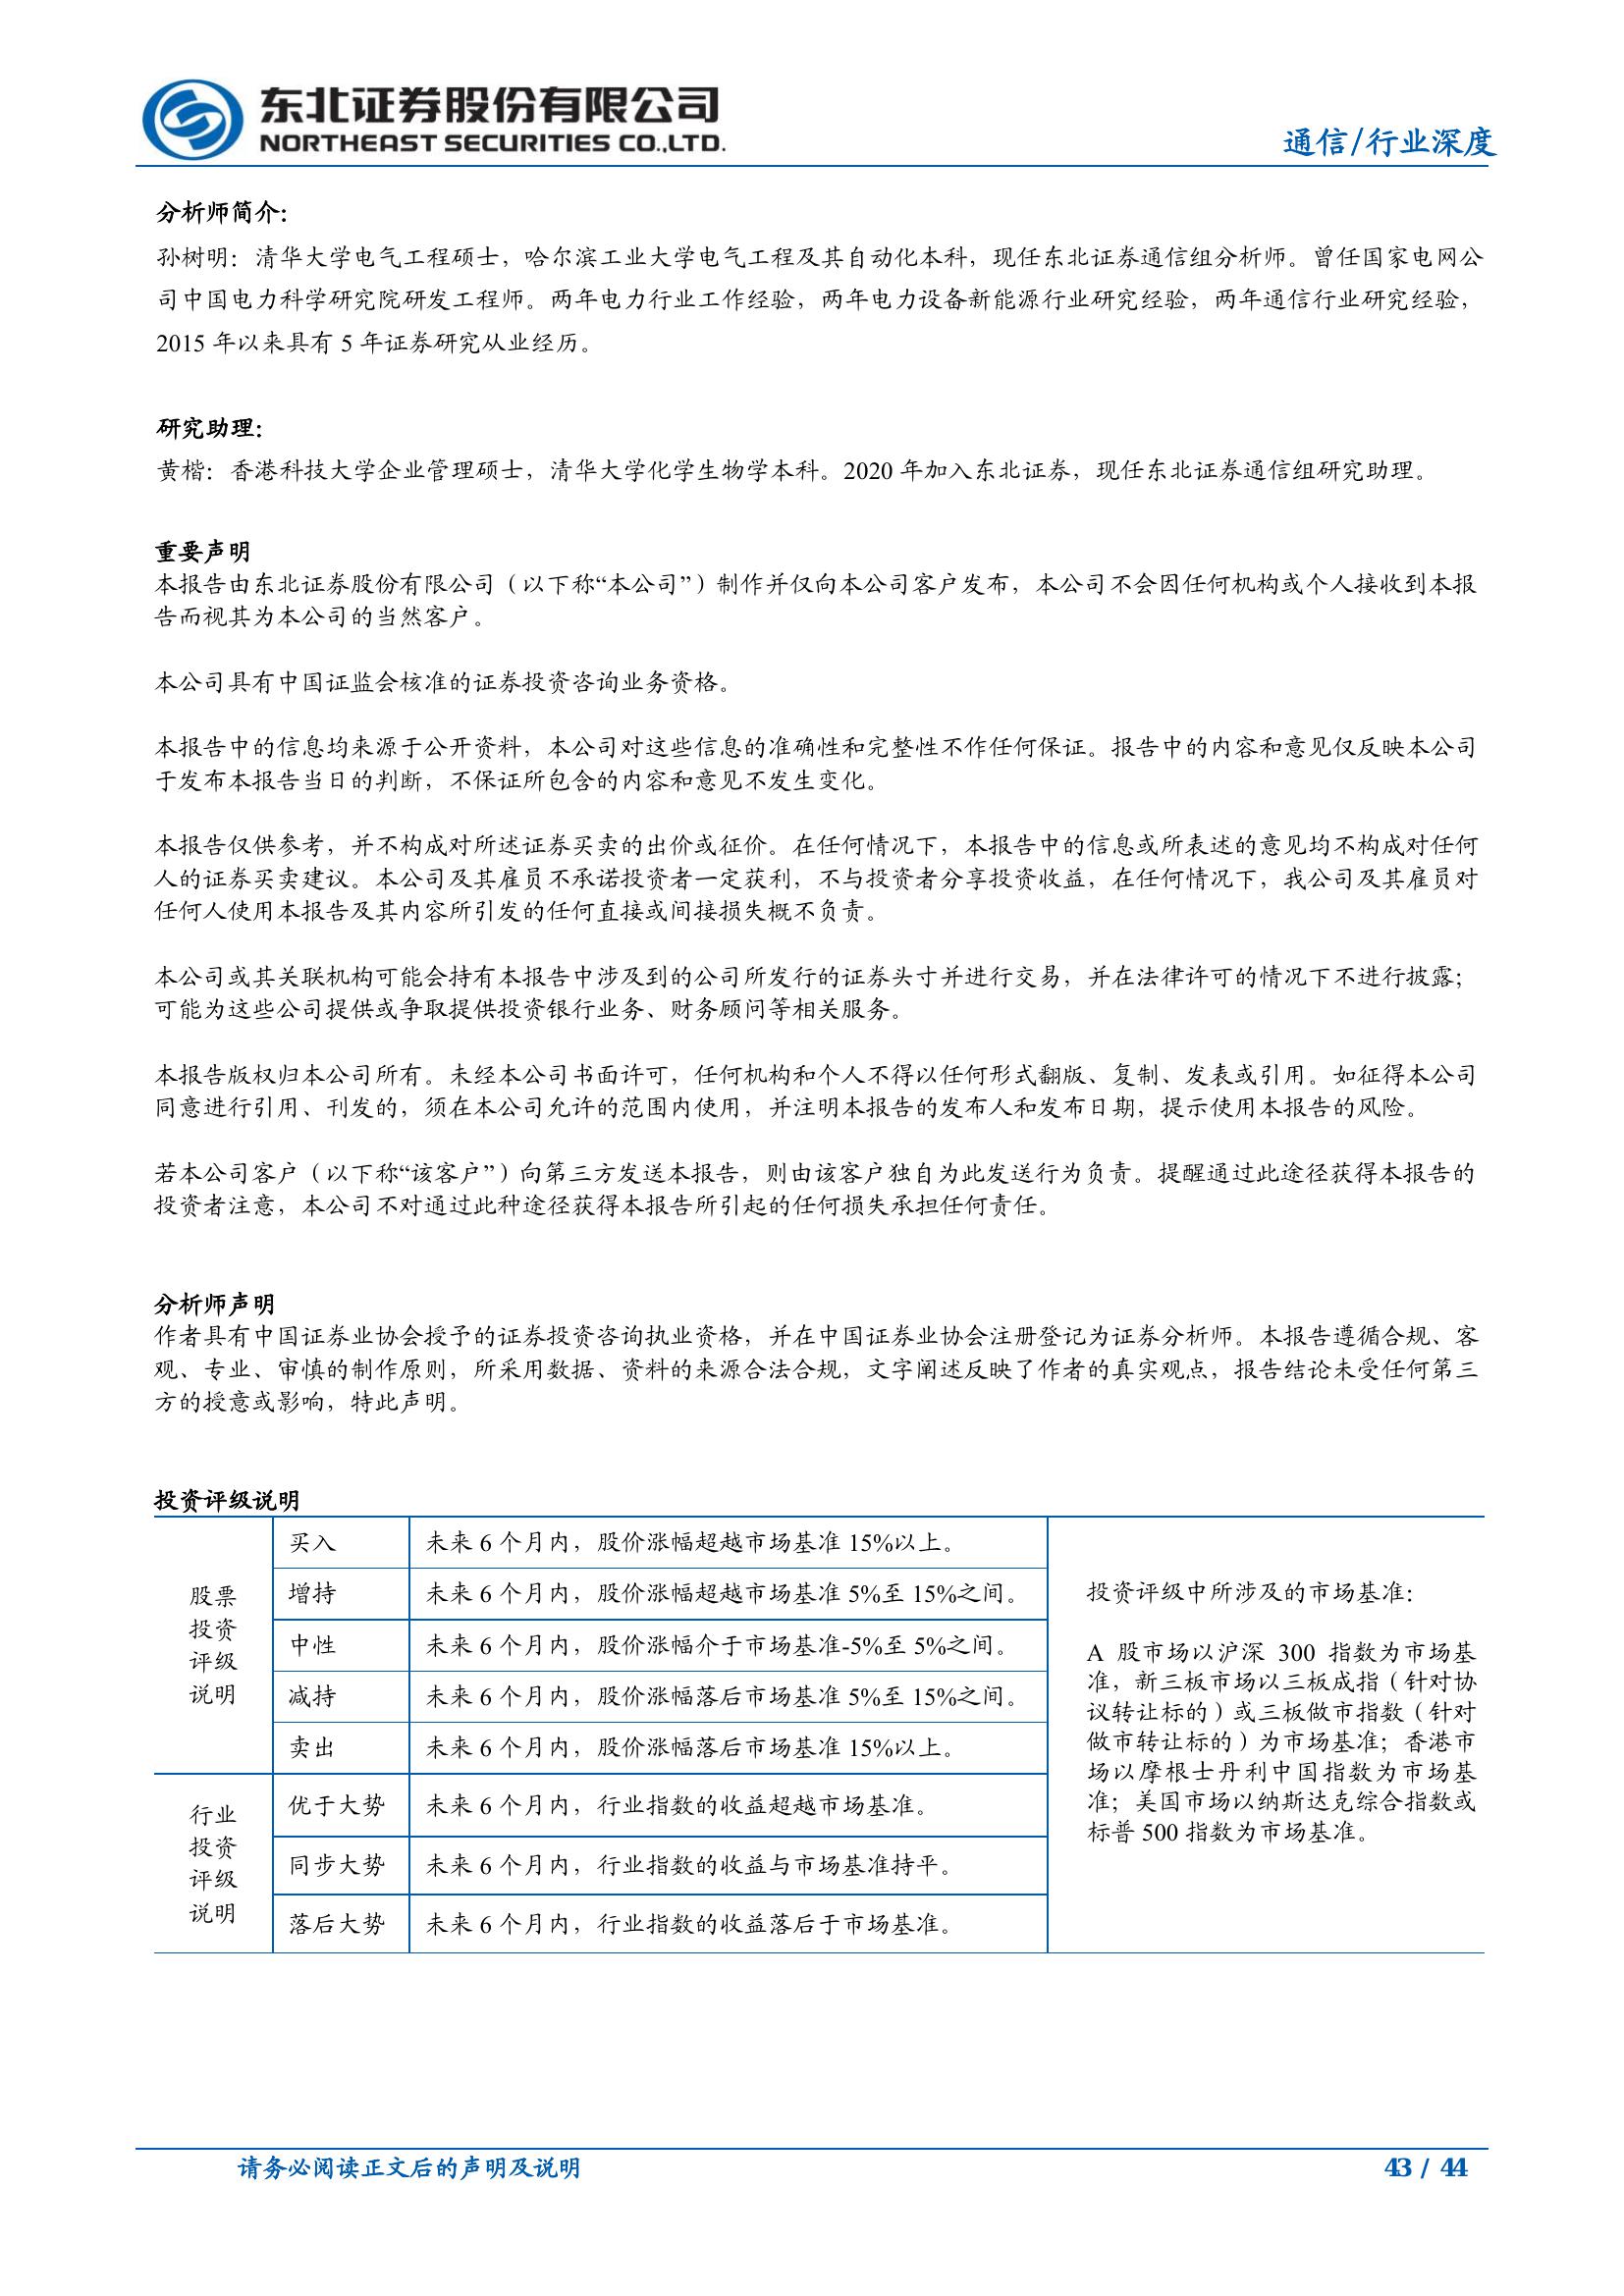 东北证券股份有限公司
NORTHEAST SECURITIES CO.,LTD.
通信/行业深度
分析师简介：
孙树明：清华大学电气工程硕士，哈尔滨工业大学电气工程及其自动化本科，现任东北证券通信组分析师。曾任国家电网公
司中国电力科学研究院研发工程师。两年电力行业工作经验，两年电力设备新能源行业研究经验，两年通信行业研究经验，
2015 年以来具有 5 年证券研究从业经历。
研究助理：
黄楷：香港科技大学企业管理硕士，清华大学化学生物学本科。2020 年加入东北证券，现任东北证券通信组研究助理。
重要声明
本报告由东北证券股份有限公司（以下称“本公司”）制作并仅向本公司客户发布，本公司不会因任何机构或个人接收到本报
告而视其为本公司的当然客户。
本公司具有中国证监会核准的证券投资咨询业务资格。
本报告中的信息均来源于公开资料，本公司对这些信息的准确性和完整性不作任何保证。报告中的内容和意见仅反映本公司
于发布本报告当日的判断，不保证所包含的内容和意见不发生变化。
本报告仅供参考，并不构成对所述证券买卖的出价或征价。在任何情况下，本报告中的信息或所表述的意见均不构成对任何
人的证券买卖建议。本公司及其雇员不承诺投资者一定获利，不与投资者分享投资收益，在任何情况下，我公司及其雇员对
任何人使用本报告及其内容所引发的任何直接或间接损失概不负责。
本公司或其关联机构可能会持有本报告中涉及到的公司所发行的证券头寸并进行交易，并在法律许可的情况下不进行披露；
可能为这些公司提供或争取提供投资银行业务、财务顾问等相关服务。
本报告版权归本公司所有。未经本公司书面许可，任何机构和个人不得以任何形式翻版、复制、发表或引用。如征得本公司
同意进行引用、刊发的，须在本公司允许的范围内使用，并注明本报告的发布人和发布日期，提示使用本报告的风险。
若本公司客户（以下称“该客户”）向第三方发送本报告，则由该客户独自为此发送行为负责。提醒通过此途径获得本报告的
投资者注意，本公司不对通过此种途径获得本报告所引起的任何损失承担任何责任。
分析师声明
作者具有中国证券业协会授予的证券投资咨询执业资格，并在中国证券业协会注册登记为证券分析师。本报告遵循合规、客
观、专业、审慎的制作原则，所采用数据、资料的来源合法合规，文字阐述反映了作者的真实观点，报告结论未受任何第三
方的授意或影响，特此声明。
投资评级说明
股票
投资
评级
说明
买入 未来 6 个月内，股价涨幅超越市场基准 15%以上。
增持 未来 6 个月内，股价涨幅超越市场基准 5%至 15%之间。
中性 未来 6 个月内，股价涨幅介于市场基准-5%至 5%之间。
减持 未来 6 个月内，股价涨幅落后市场基准 5%至 15%之间。
卖出 未来 6 个月内，股价涨幅落后市场基准 15%以上。
行业
投资
评级
说明
优于大势 未来 6 个月内，行业指数的收益超越市场基准。
同步大势 未来 6 个月内，行业指数的收益与市场基准持平。
落后大势 未来 6 个月内，行业指数的收益落后于市场基准。
投资评级中所涉及的市场基准：
A 股市场以沪深 300 指数为市场基
准，新三板市场以三板成指（针对协
议转让标的）或三板做市指数（针对
做市转让标的）为市场基准；香港市
场以摩根士丹利中国指数为市场基
准；美国市场以纳斯达克综合指数或
标普 500 指数为市场基准。
请务必阅读正文后的声明及说明
43 / 44